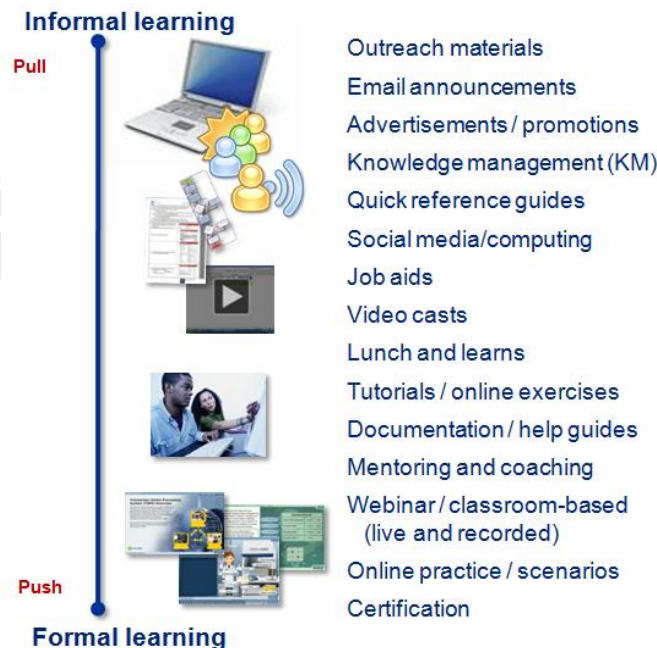 Informal learning
Pull
Outreach materials
Email announcements
Advertisements / promotions
Knowledge management (KM)
Quick reference guides
Social media/computing
Job aids
Video casts
Lunch and learns
Tutorials / online exercises
Documentation / help guides
Mentoring and coaching
Webinar / classroom-based
(live and recorded)
Online practice / scenarios
Certification
Push
Formal learning